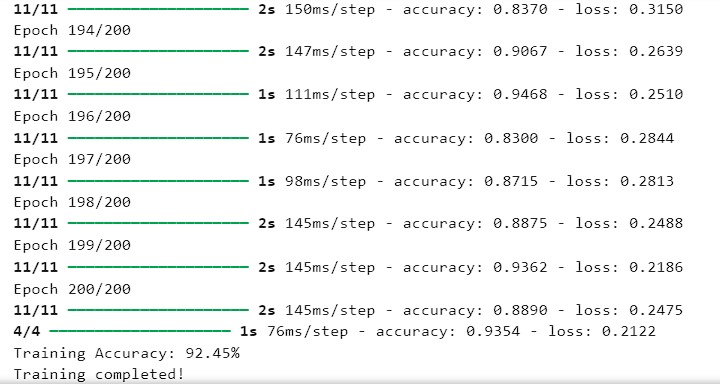 11/11 ━━━━━━━━━━━━━━━━━━━━ 2s 150ms/step - accuracy: 0.8370 - loss: 0.3150
Epoch 194/200
11/11 ━━━━━━━━━━━━━━━━━━━━ 2s 147ms/step - accuracy: 0.9067 - loss: 0.2639
Epoch 195/200
11/11 ━━━━━━━━━━━━━━━━━━━━ 1s 111ms/step - accuracy: 0.9468 - loss: 0.2510
Epoch 196/200
11/11 ━━━━━━━━━━━━━━━━━━━━ 1s 76ms/step - accuracy: 0.8300 - loss: 0.2844
Epoch 197/200
11/11 ━━━━━━━━━━━━━━━━━━━━ 1s 98ms/step - accuracy: 0.8715 - loss: 0.2813
Epoch 198/200
11/11 ━━━━━━━━━━━━━━━━━━━━ 2s 145ms/step - accuracy: 0.8875 - loss: 0.2488
Epoch 199/200
11/11 ━━━━━━━━━━━━━━━━━━━━ 2s 145ms/step - accuracy: 0.9362 - loss: 0.2186
Epoch 200/200
11/11 ━━━━━━━━━━━━━━━━━━━━ 2s 145ms/step - accuracy: 0.8890 - loss: 0.2475
4/4 ━━━━━━━━━━━━━━━━━━━━ 1s 76ms/step - accuracy: 0.9354 - loss: 0.2122
Training Accuracy: 92.45%
Training completed!